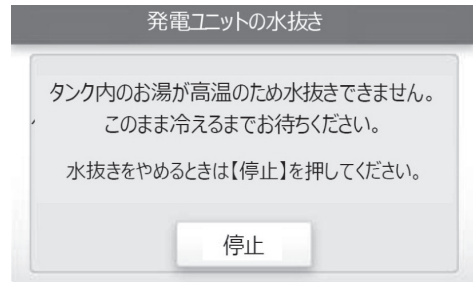 発電ユニットの水抜き
タンク内のお湯が高温のため水抜きできません。
このまま冷えるまでお待ちください。
水抜きをやめるときは【停止】を押してください。
停止